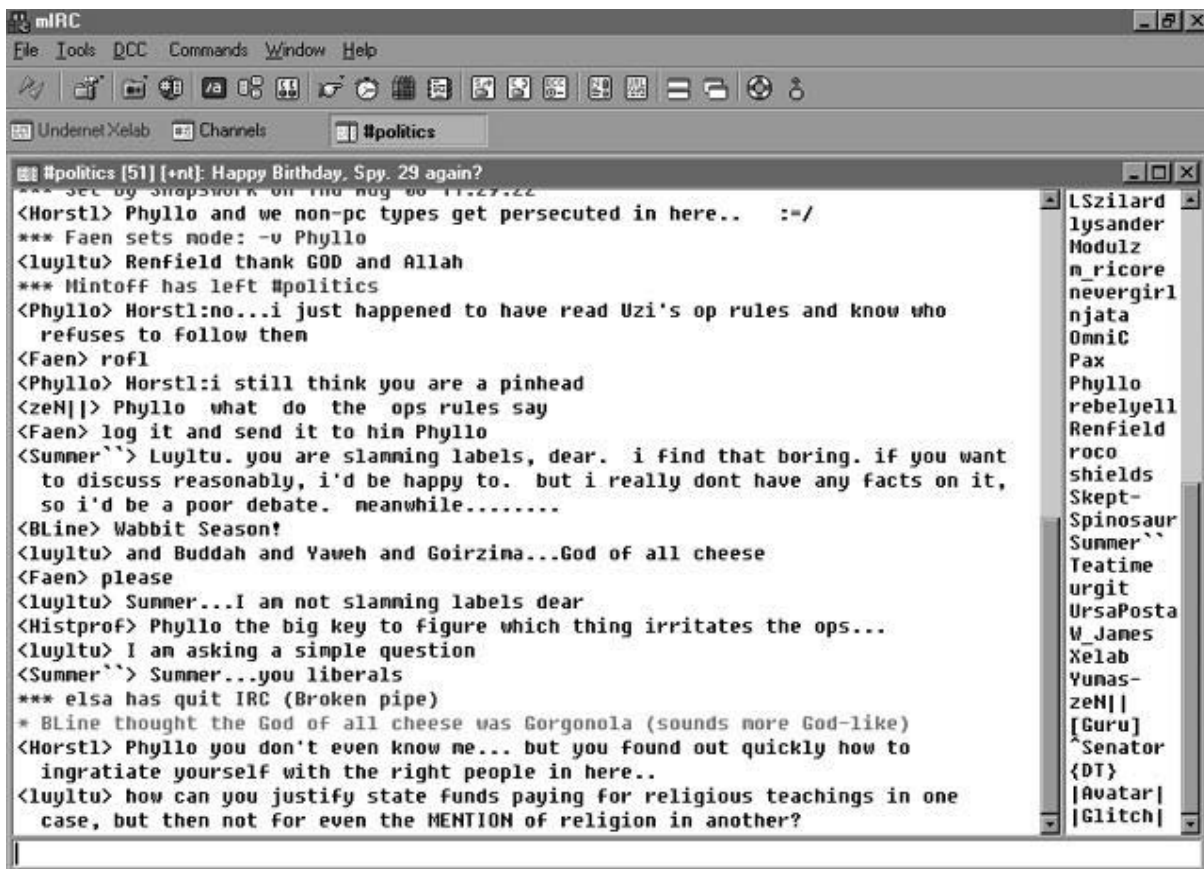 mIRC
File Tools DCC Commands Window Help
Undernet Xelab Channels #politics
#politics [51] [+nt]: Happy Birthday, Spy. 29 again?
*** Set by Snapswork on Thu Aug 11:29:22
<Horstl> Phyllo and we non-pc types get persecuted in here.. :=/
*** Faen sets mode: -v Phyllo
<luyltu> Renfield thank GOD and Allah
*** Mintoff has left #politics
<Phyllo> Horstl:no...i just happened to have read Uzi's op rules and know who
refuses to follow them
<Faen> rofl
<Phyllo> Horstl:i still think you are a pinhead
<zeN||> Phyllo what do the ops rules say
<Faen> log it and send it to him Phyllo
<Summer``> Luyltu. you are slamming labels, dear. i find that boring. if you want
to discuss reasonably, i'd be happy to. but i really dont have any facts on it,
so i'd be a poor debate. meanwhile........
<BLine> Wabbit Season!
<luyltu> and Buddah and Yaweh and Goirzima...God of all cheese
<Faen> please
<luyltu> Summer...I am not slamming labels dear
<Histprof> Phyllo the big key to figure which thing irritates the ops...
<luyltu> I am asking a simple question
<Summer``> Summer...you liberals
*** elsa has quit IRC (Broken pipe)
* BLine thought the God of all cheese was Gorgonola (sounds more God-like)
<Horstl> Phyllo you don't even know me... but you found out quickly how to
ingratiate yourself with the right people in here..
<luyltu> how can you justify state funds paying for religious teachings in one
case, but then not for even the MENTION of religion in another?
LSzilard
lysander
Modulz
m_ricore
nevergirl
njata
OmniC
Pax
Phyllo
rebelyell
Renfield
roco
shields
Skept-
Spinosaur
Summer``
Teatime
urgit
UrsaPosta
W_James
Xelab
Yumas-
zeN||
[Guru]
^Senator
{DT}
|Avatar|
|Glitch|